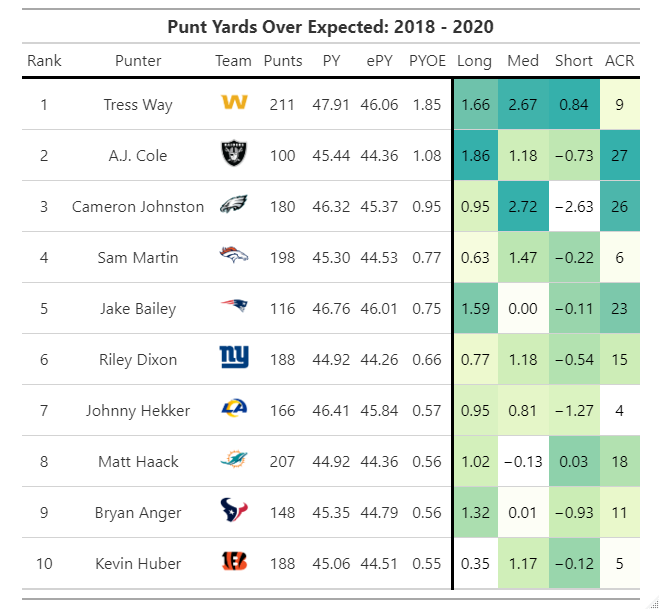 Punt Yards Over Expected: 2018 - 2020
Rank Punter Team Punts PY ePY PYOE Long Med Short ACR
1 Tress Way W 211 47.91 46.06 1.85 1.66 2.67 0.84 9
2 A.J. Cole RAIDERS 100 45.44 44.36 1.08 1.86 1.18 −0.73 27
3 Cameron Johnston 180 46.32 45.37 0.95 0.95 2.72 −2.63 26
4 Sam Martin 198 45.30 44.53 0.77 0.63 1.47 −0.22 6
5 Jake Bailey 116 46.76 46.01 0.75 1.59 0.00 −0.11 23
6 Riley Dixon ny 188 44.92 44.26 0.66 0.77 1.18 −0.54 15
7 Johnny Hekker LA 166 46.41 45.84 0.57 0.95 0.81 −1.27 4
8 Matt Haack 207 44.92 44.36 0.56 1.02 −0.13 0.03 18
9 Bryan Anger 148 45.35 44.79 0.56 1.32 0.01 −0.93 11
10 Kevin Huber 188 45.06 44.51 0.55 0.35 1.17 −0.12 5